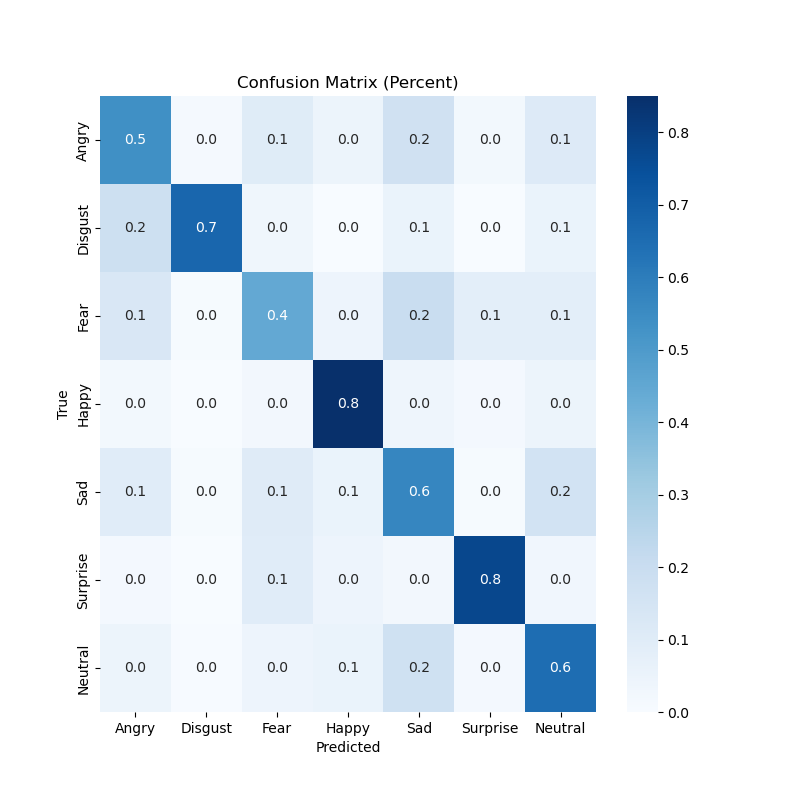 Confusion Matrix (Percent)
Angry 0.5 0.0 0.1 0.0 0.2 0.0 0.1
Disgust 0.2 0.7 0.0 0.0 0.1 0.0 0.1
Fear 0.1 0.0 0.4 0.0 0.2 0.1 0.1
True
Happy 0.0 0.0 0.0 0.8 0.0 0.0 0.0
Sad 0.1 0.0 0.1 0.1 0.6 0.0 0.2
Surprise 0.0 0.0 0.1 0.0 0.0 0.8 0.0
Neutral 0.0 0.0 0.0 0.1 0.2 0.0 0.6
Angry Disgust Fear Happy Sad Surprise Neutral
Predicted
0.8
0.7
0.6
0.5
0.4
0.3
0.2
0.1
0.0